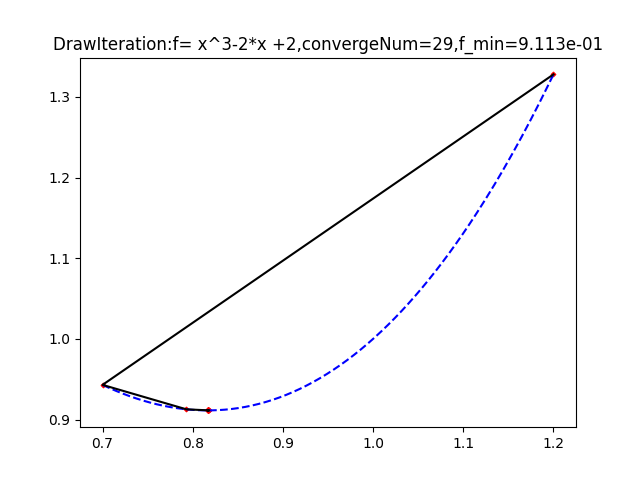 DrawIteration:f= x^3-2*x +2,convergeNum=29,f_min=9.113e-01
1.3
1.2
1.1
1.0
0.9
0.7 0.8 0.9 1.0 1.1 1.2